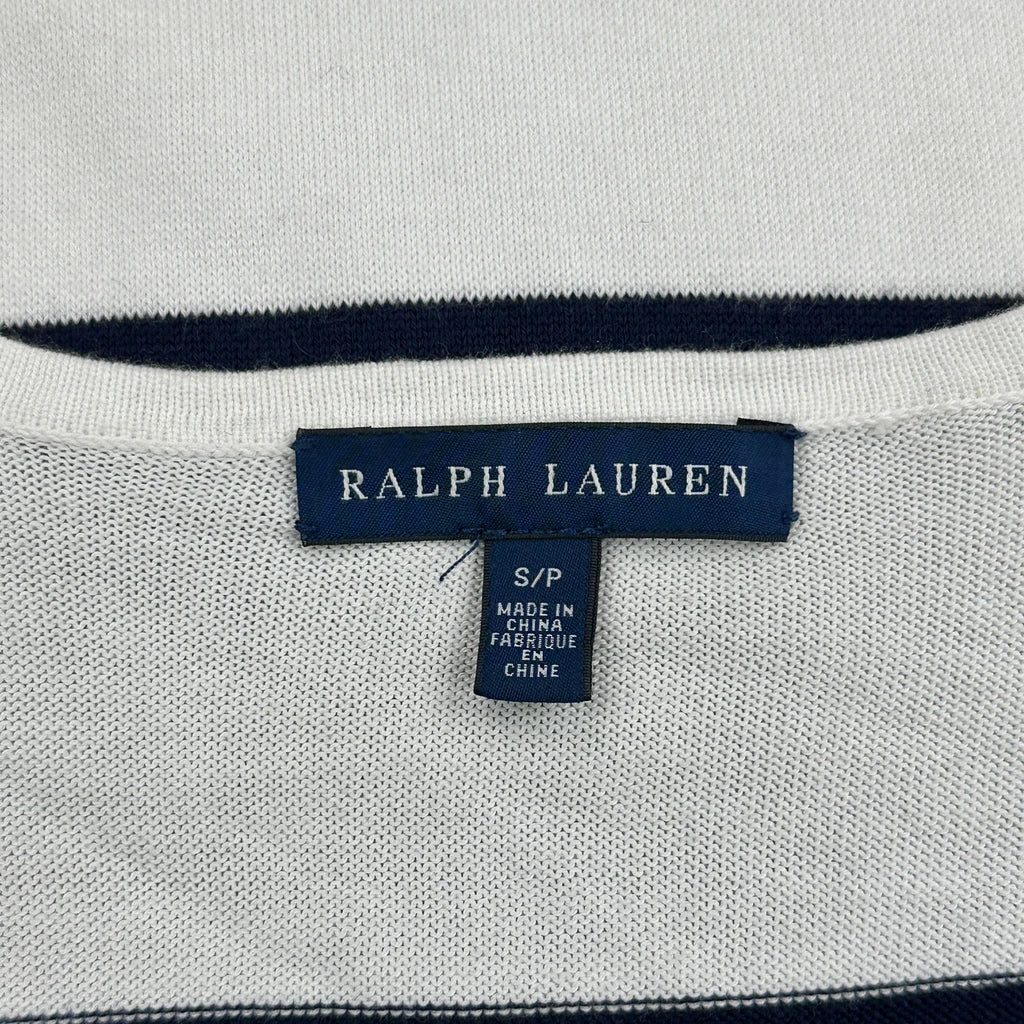 RALPH LAUREN
S/P
MADE IN
CHINA
FABRIQUE
EN
CHINE